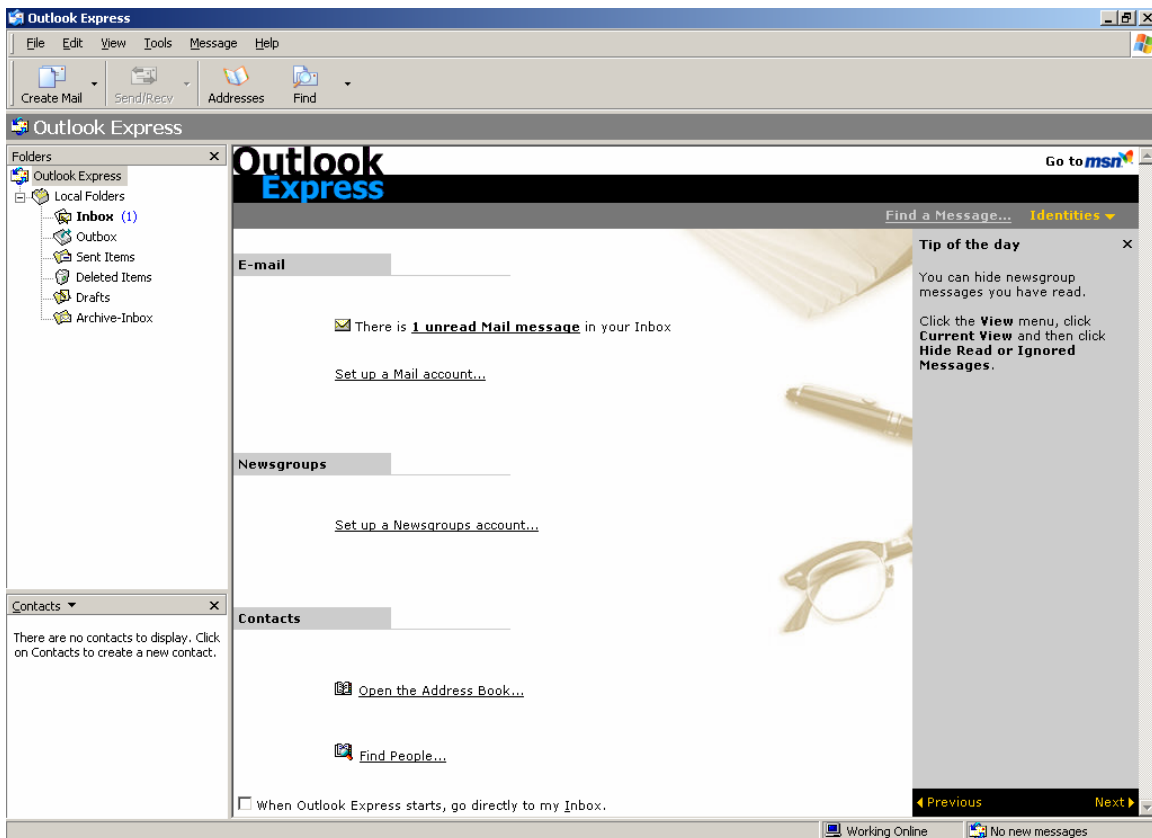 Outlook Express
File Edit View Tools Message Help
Create Mail Send/Recv Addresses Find
Outlook Express
Folders
Outlook Express
Local Folders
Inbox (1)
Outbox
Sent Items
Deleted Items
Drafts
Archive-Inbox
Contacts
There are no contacts to display. Click
on Contacts to create a new contact.
Outlook
Express
Go to msn
Find a Message... Identities
E-mail
There is 1 unread Mail message in your Inbox
Set up a Mail account...
Newsgroups
Set up a Newsgroups account...
Contacts
Open the Address Book...
Find People...
When Outlook Express starts, go directly to my Inbox.
Tip of the day
You can hide newsgroup
messages you have read.
Click the View menu, click
Current View and then click
Hide Read or Ignored
Messages.
Previous Next
Working Online No new messages